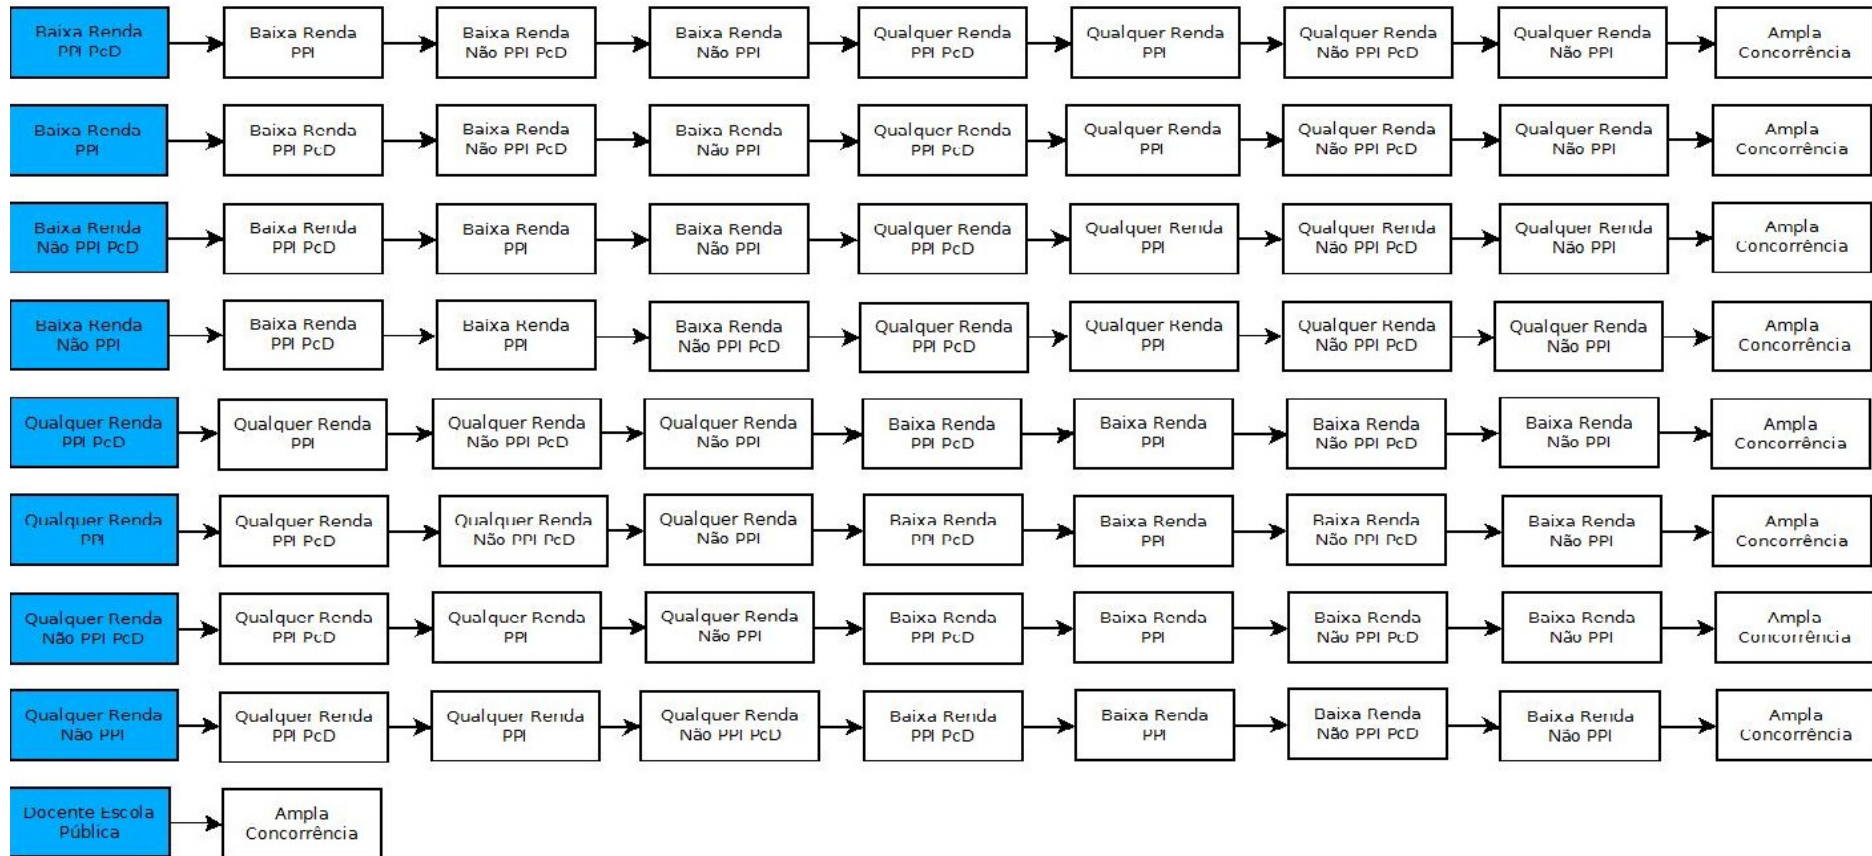 Baixa Renda
PPI PcD
Baixa Renda
PPI
Baixa Renda
Não PPI PcD
Baixa Renda
Não PPI
Qualquer Renda
PPI PcD
Qualquer Renda
PPI
Qualquer Renda
Não PPI PcD
Qualquer Renda
Não PPI
Ampla
Concorrência
Baixa Renda
PPI
Baixa Renda
PPI PcD
Baixa Renda
Não PPI PcD
Baixa Renda
Não PPI
Qualquer Renda
PPI PcD
Qualquer Renda
PPI
Qualquer Renda
Não PPI PcD
Qualquer Renda
Não PPI
Ampla
Concorrência
Baixa Renda
Não PPI PcD
Baixa Renda
PPI PcD
Baixa Renda
PPI
Baixa Renda
Não PPI
Qualquer Renda
PPI PcD
Qualquer Renda
PPI
Qualquer Renda
Não PPI PcD
Qualquer Renda
Não PPI
Ampla
Concorrência
Baixa Renda
Não PPI
Baixa Renda
PPI PcD
Baixa Renda
PPI
Baixa Renda
Não PPI PcD
Qualquer Renda
PPI PcD
Qualquer Renda
PPI
Qualquer Renda
Não PPI PcD
Qualquer Renda
Não PPI
Ampla
Concorrência
Qualquer Renda
PPI PcD
Qualquer Renda
PPI
Qualquer Renda
Não PPI PcD
Qualquer Renda
Não PPI
Baixa Renda
PPI PcD
Baixa Renda
PPI
Baixa Renda
Não PPI PcD
Baixa Renda
Não PPI
Ampla
Concorrência
Qualquer Renda
PPI
Qualquer Renda
PPI PcD
Qualquer Renda
Não PPI PcD
Qualquer Renda
Não PPI
Baixa Renda
PPI PcD
Baixa Renda
PPI
Baixa Renda
Não PPI PcD
Baixa Renda
Não PPI
Ampla
Concorrência
Qualquer Renda
Não PPI PcD
Qualquer Renda
PPI PcD
Qualquer Renda
PPI
Qualquer Renda
Não PPI
Baixa Renda
PPI PcD
Baixa Renda
PPI
Baixa Renda
Não PPI PcD
Baixa Renda
Não PPI
Ampla
Concorrência
Qualquer Renda
Não PPI
Qualquer Renda
PPI PcD
Qualquer Renda
PPI
Qualquer Renda
Não PPI PcD
Baixa Renda
PPI PcD
Baixa Renda
PPI
Baixa Renda
Não PPI PcD
Baixa Renda
Não PPI
Ampla
Concorrência
Docente Escola
Pública
Ampla
Concorrência